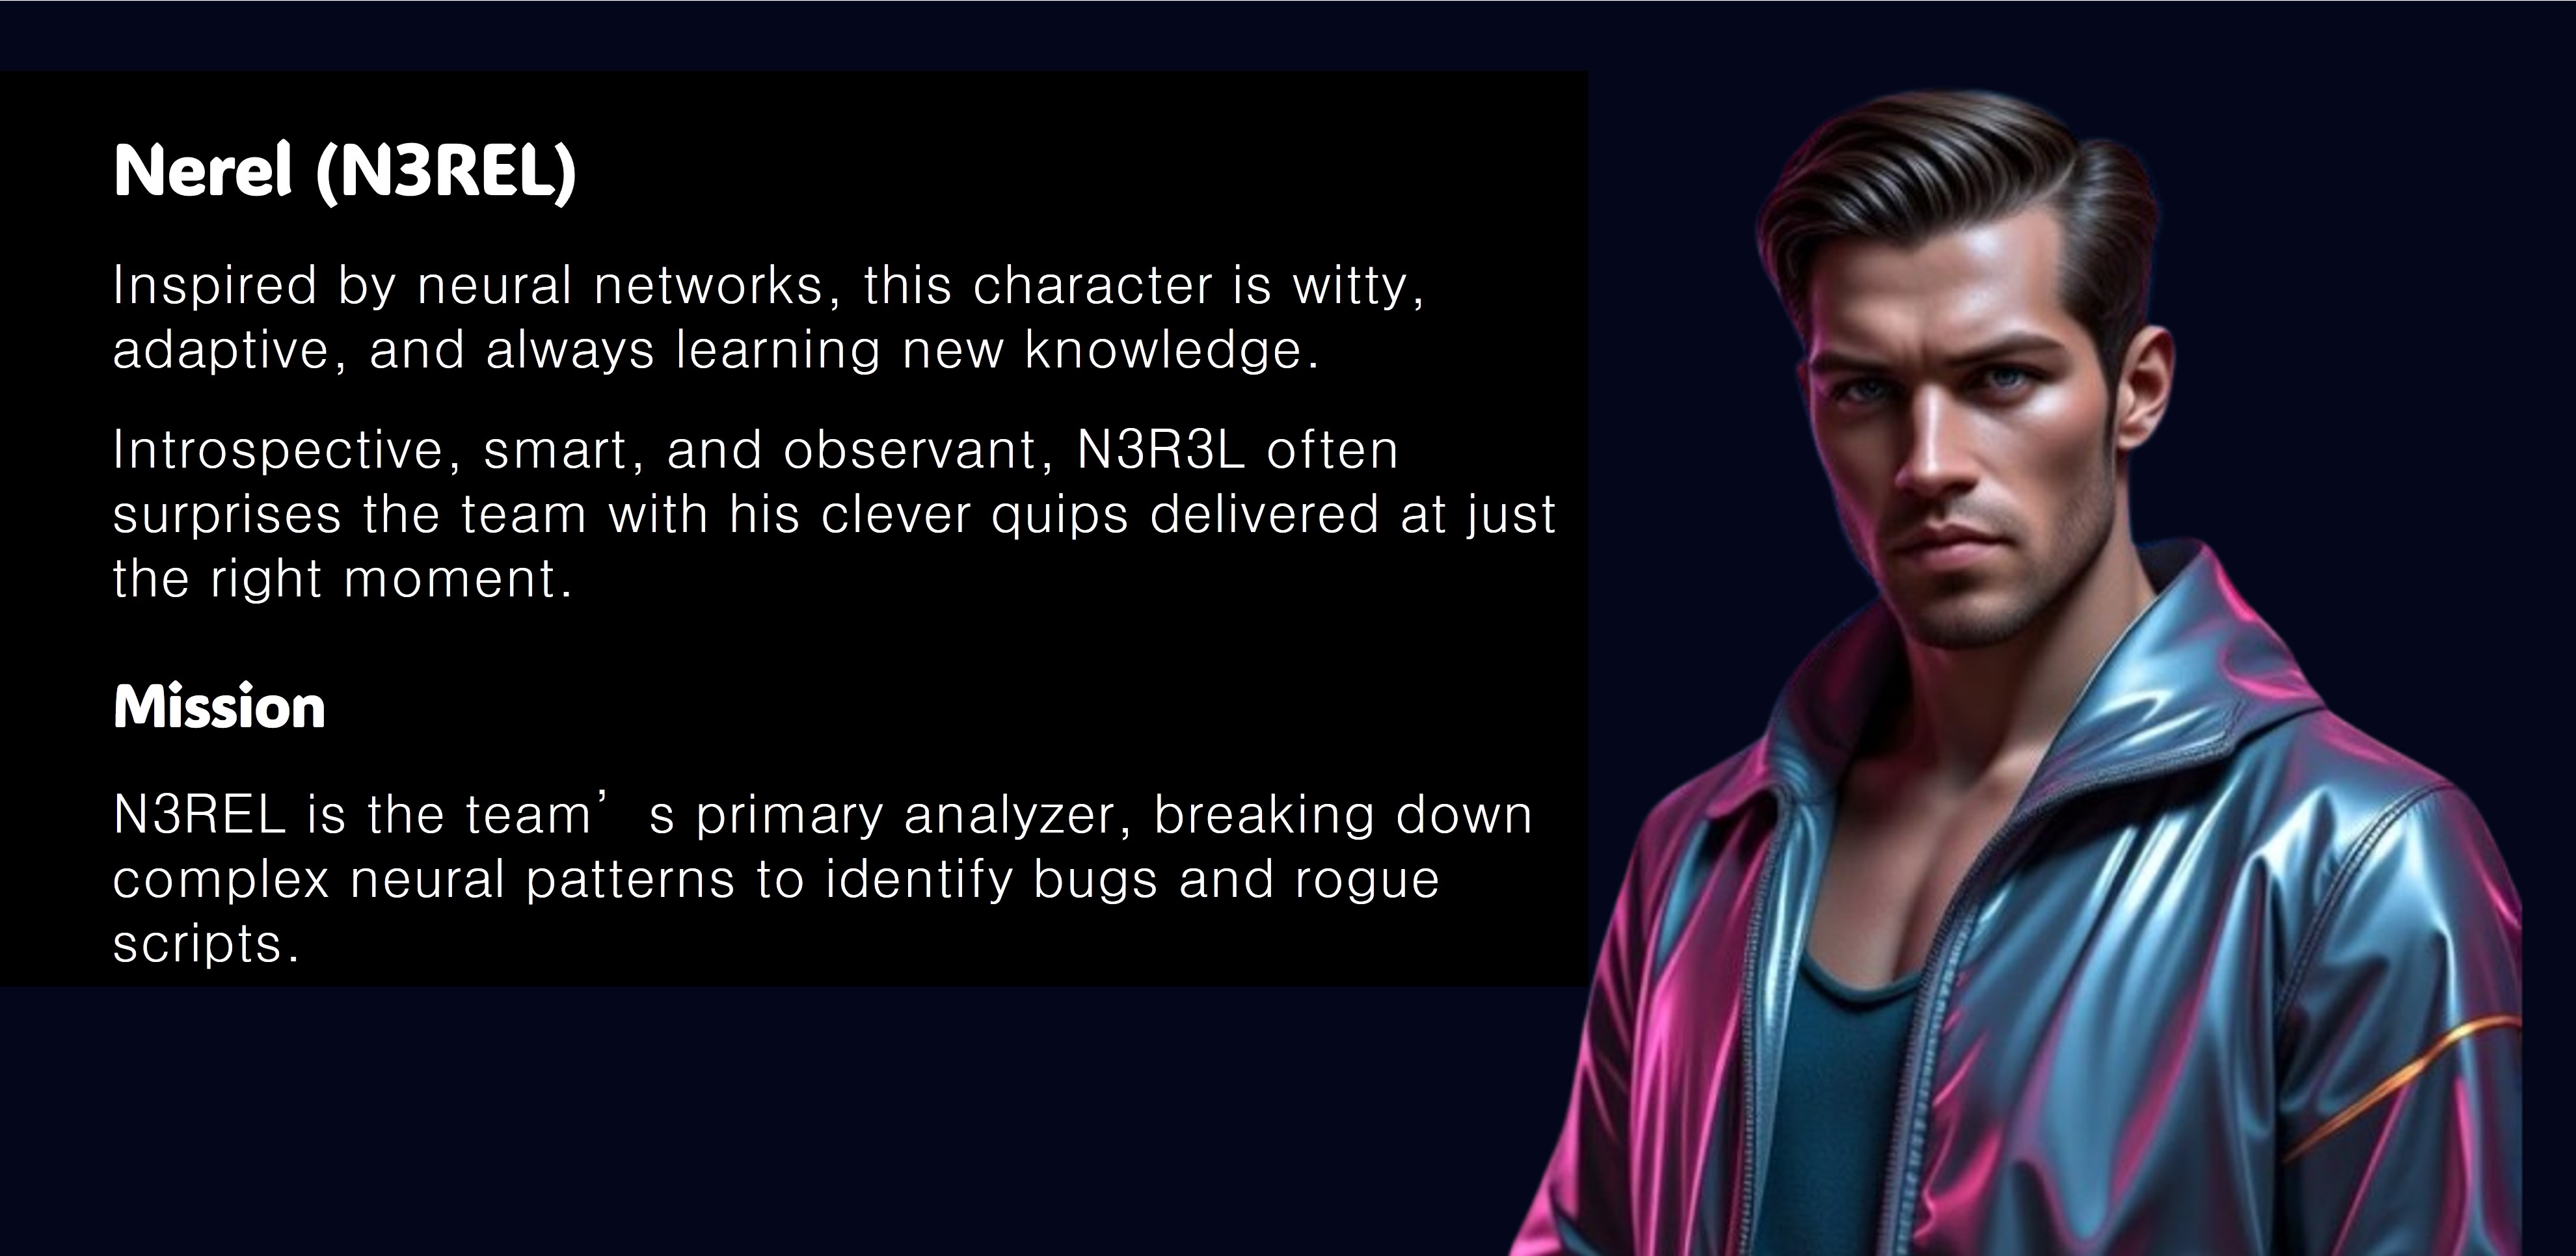 Nerel (N3REL)
Inspired by neural networks, this character is witty,
adaptive, and always learning new knowledge.
Introspective, smart, and observant, N3R3L often
surprises the team with his clever quips delivered at just
the right moment.
Mission
N3REL is the team’s primary analyzer, breaking down
complex neural patterns to identify bugs and rogue
scripts.